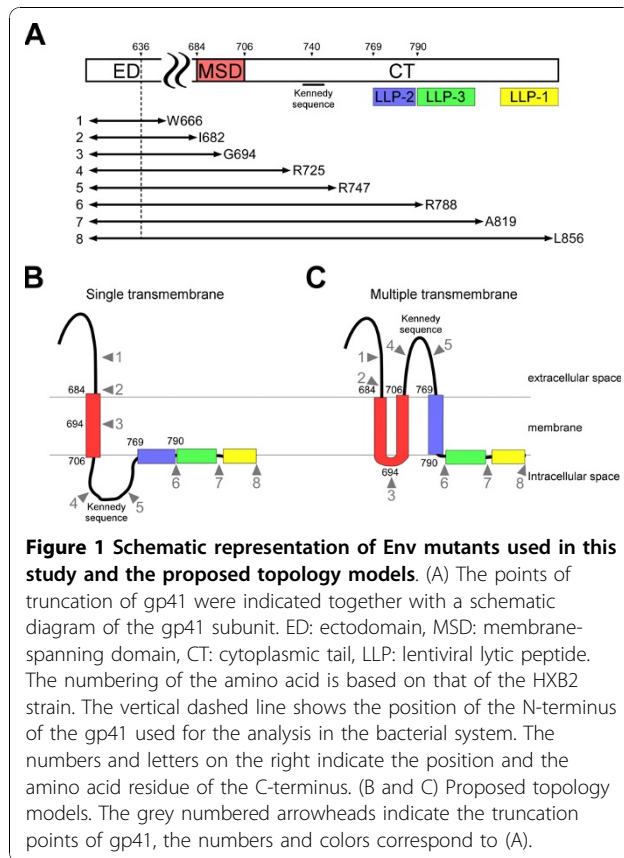 A
636 684 706 740 769 790
ED MSD CT
Kennedy
sequence
LLP-2 LLP-3 LLP-1
1 W666
2 I682
3 G694
4 R725
5 R747
6 R788
7 A819
8 L856
B
Single transmembrane
1
684
2
694
3
706
769 790
4 5 6 7 8
Kennedy
sequence
C
Multiple transmembrane
Kennedy
sequence
4 5
1
2
684 706 769
694
3
790
6 7 8
extracellular space
membrane
Intracellular space
Figure 1 Schematic representation of Env mutants used in this
study and the proposed topology models. (A) The points of
truncation of gp41 were indicated together with a schematic
diagram of the gp41 subunit. ED: ectodomain, MSD: membrane-
spanning domain, CT: cytoplasmic tail, LLP: lentiviral lytic peptide.
The numbering of the amino acid is based on that of the HXB2
strain. The vertical dashed line shows the position of the N-terminus
of the gp41 used for the analysis in the bacterial system. The
numbers and letters on the right indicate the position and the
amino acid residue of the C-terminus. (B and C) Proposed topology
models. The grey numbered arrowheads indicate the truncation
points of gp41, the numbers and colors correspond to (A).